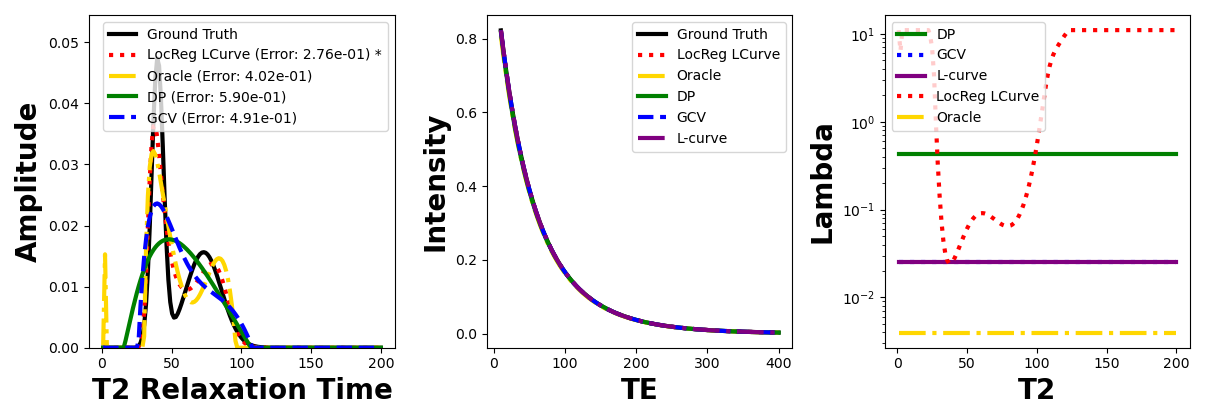 Amplitude
0.00
0.01
0.02
0.03
0.04
0.05
0
50
100
150
200
T2 Relaxation Time
Ground Truth
LocReg LCurve (Error: 2.76e-01) *
Oracle (Error: 4.02e-01)
DP (Error: 5.90e-01)
GCV (Error: 4.91e-01)
Intensity
0.0
0.2
0.4
0.6
0.8
0
100
200
300
400
TE
Ground Truth
LocReg LCurve
Oracle
DP
GCV
L-curve
Lambda
10⁻²
10⁻¹
10⁰
10¹
0
50
100
150
200
T2
DP
GCV
L-curve
LocReg LCurve
Oracle